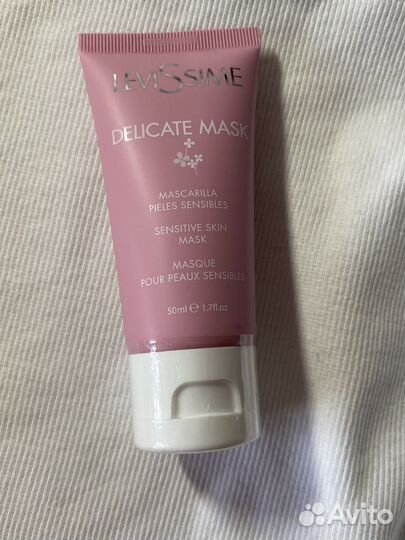 LEVISSIME
DELICATE MASK
MASCARILLA
PIELES SENSIBLES
SENSITIVE SKIN
MASK
MASQUE
POUR PEAUX SENSIBLES
50ml e 1.7fl.oz
Avito